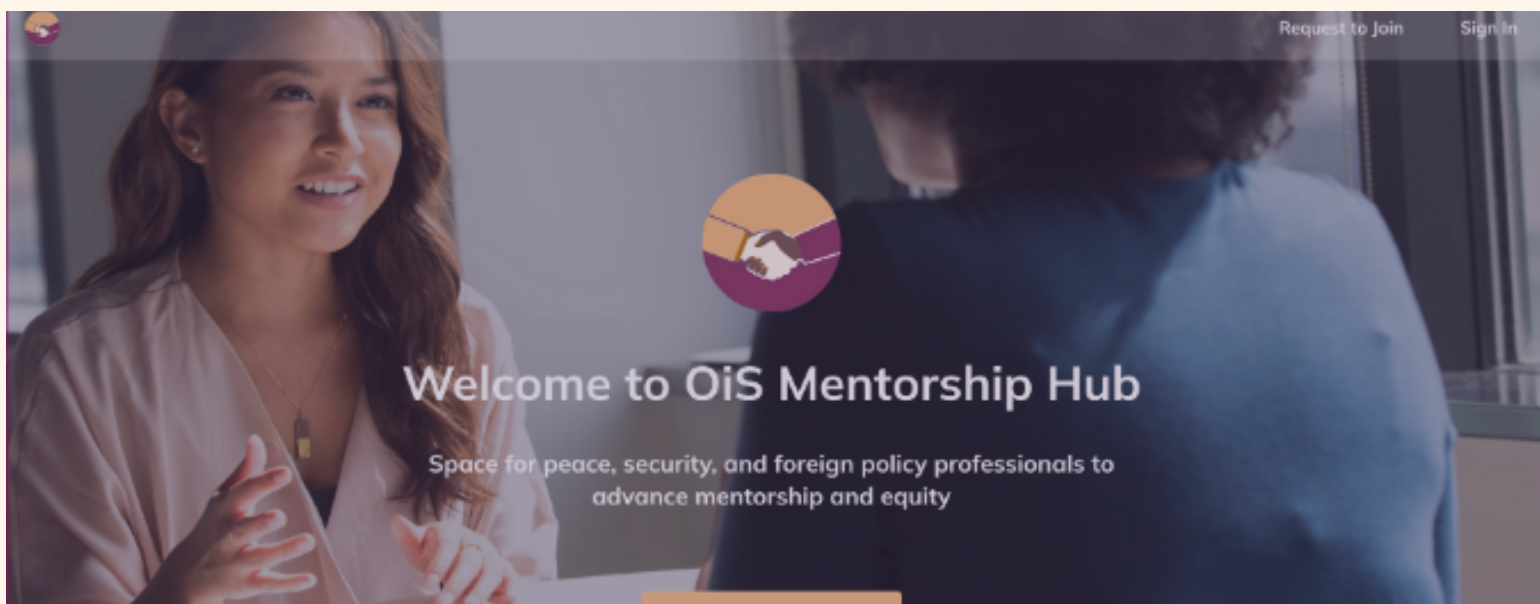 Request to Join Sign In
Welcome to OiS Mentorship Hub
Space for peace, security, and foreign policy professionals to
advance mentorship and equity